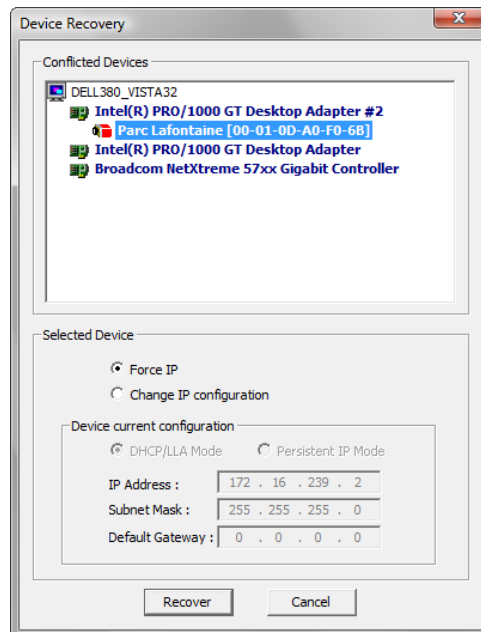 Device Recovery
Conflicted Devices
DELL380_VISTA32
Intel(R) PRO/1000 GT Desktop Adapter #2
Parc Lafontaine [00-01-0D-A0-F0-6B]
Intel(R) PRO/1000 GT Desktop Adapter
Broadcom NetXtreme 57xx Gigabit Controller
Selected Device
Force IP
Change IP configuration
Device current configuration
DHCP/LLA Mode Persistent IP Mode
IP Address : 172 . 16 . 239 . 2
Subnet Mask : 255 . 255 . 255 . 0
Default Gateway : 0 . 0 . 0 . 0
Recover Cancel